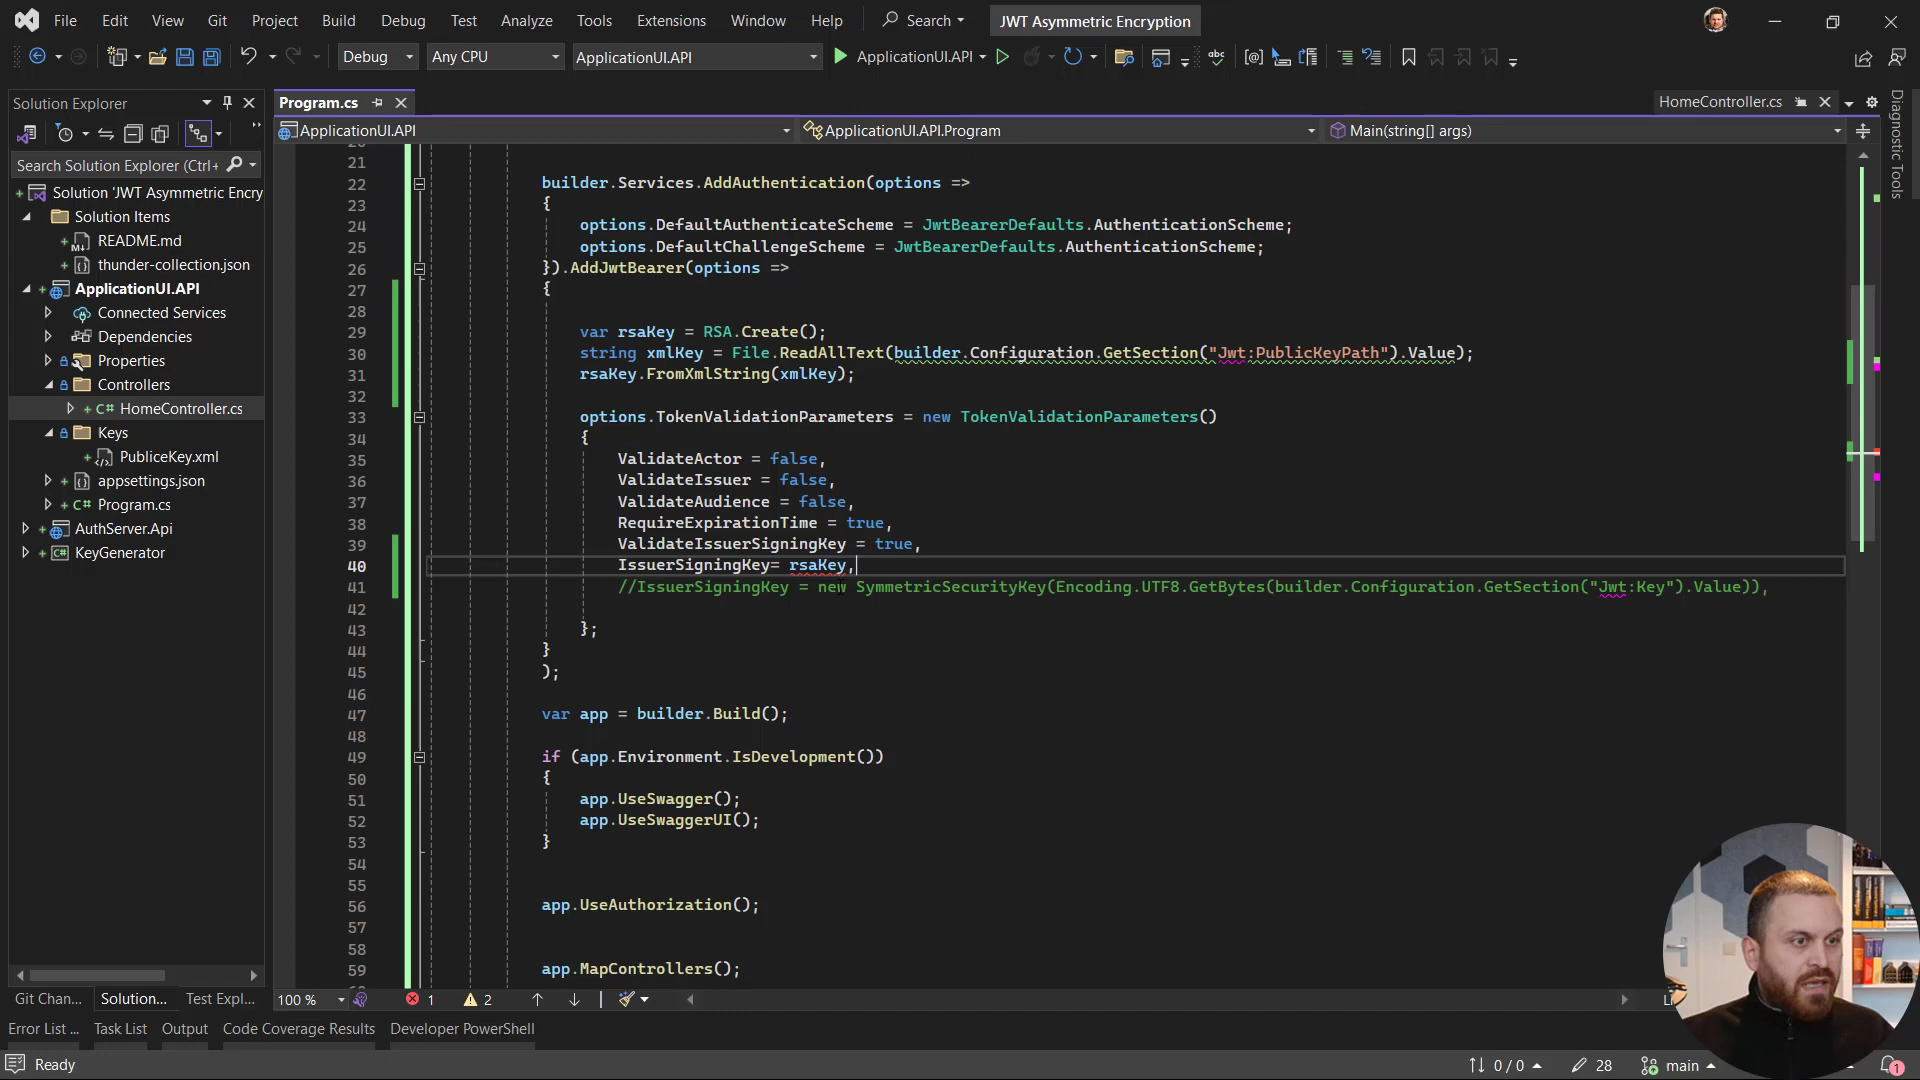 File Edit View Git Project Build Debug Test Analyze Tools Extensions Window Help Search JWT Asymmetric Encryption
Debug Any CPU ApplicationUI.API ApplicationUI.API
Solution Explorer
Search Solution Explorer (Ctrl+
Solution 'JWT Asymmetric Encry
Solution Items
README.md
thunder-collection.json
ApplicationUI.API
Connected Services
Dependencies
Properties
Controllers
C# HomeController.cs
Keys
PubliceKey.xml
appsettings.json
C# Program.cs
AuthServer.Api
KeyGenerator
Git Chan... Solution... Test Expl...
Program.cs HomeController.cs
ApplicationUI.API ApplicationUI.API.Program Main(string[] args)
21
22 builder.Services.AddAuthentication(options =>
23 {
24 options.DefaultAuthenticateScheme = JwtBearerDefaults.AuthenticationScheme;
25 options.DefaultChallengeScheme = JwtBearerDefaults.AuthenticationScheme;
26 }).AddJwtBearer(options =>
27 {
28
29 var rsaKey = RSA.Create();
30 string xmlKey = File.ReadAllText(builder.Configuration.GetSection("Jwt:PublicKeyPath").Value);
31 rsaKey.FromXmlString(xmlKey);
32
33 options.TokenValidationParameters = new TokenValidationParameters()
34 {
35 ValidateActor = false,
36 ValidateIssuer = false,
37 ValidateAudience = false,
38 RequireExpirationTime = true,
39 ValidateIssuerSigningKey = true,
40 IssuerSigningKey= rsaKey,
41 //IssuerSigningKey = new SymmetricSecurityKey(Encoding.UTF8.GetBytes(builder.Configuration.GetSection("Jwt:Key").Value)),
42
43 };
44 }
45 );
46
47 var app = builder.Build();
48
49 if (app.Environment.IsDevelopment())
50 {
51 app.UseSwagger();
52 app.UseSwaggerUI();
53 }
54
55
56 app.UseAuthorization();
57
58
59 app.MapControllers();
100 % 1 2
Diagnostic Tools
Error List ... Task List Output Code Coverage Results Developer PowerShell
Ready 0 / 0 28 main 1